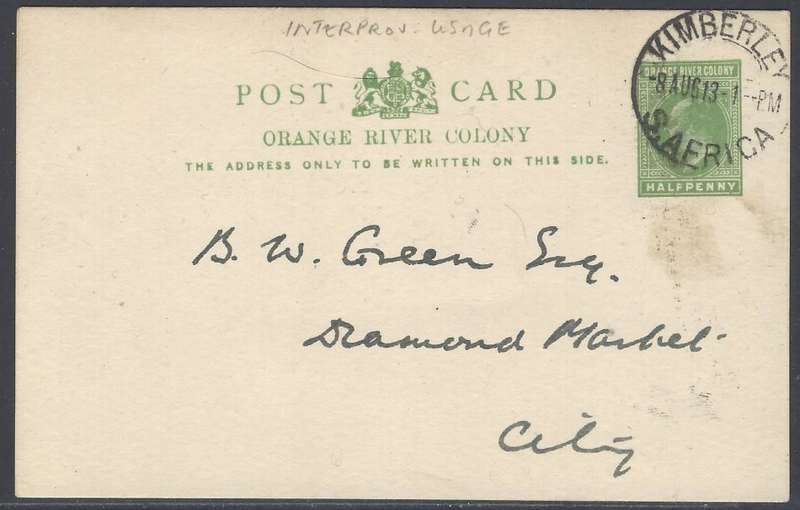 INTERPROV. USAGE
POST CARD
ORANGE RIVER COLONY
THE ADDRESS ONLY TO BE WRITTEN ON THIS SIDE.
KIMBERLEY
-8 AUG 13-1--PM
S. AFRICA
ORANGE RIVER COLONY
HALFPENNY
B. W. Green Esq.
Diamond Market
City